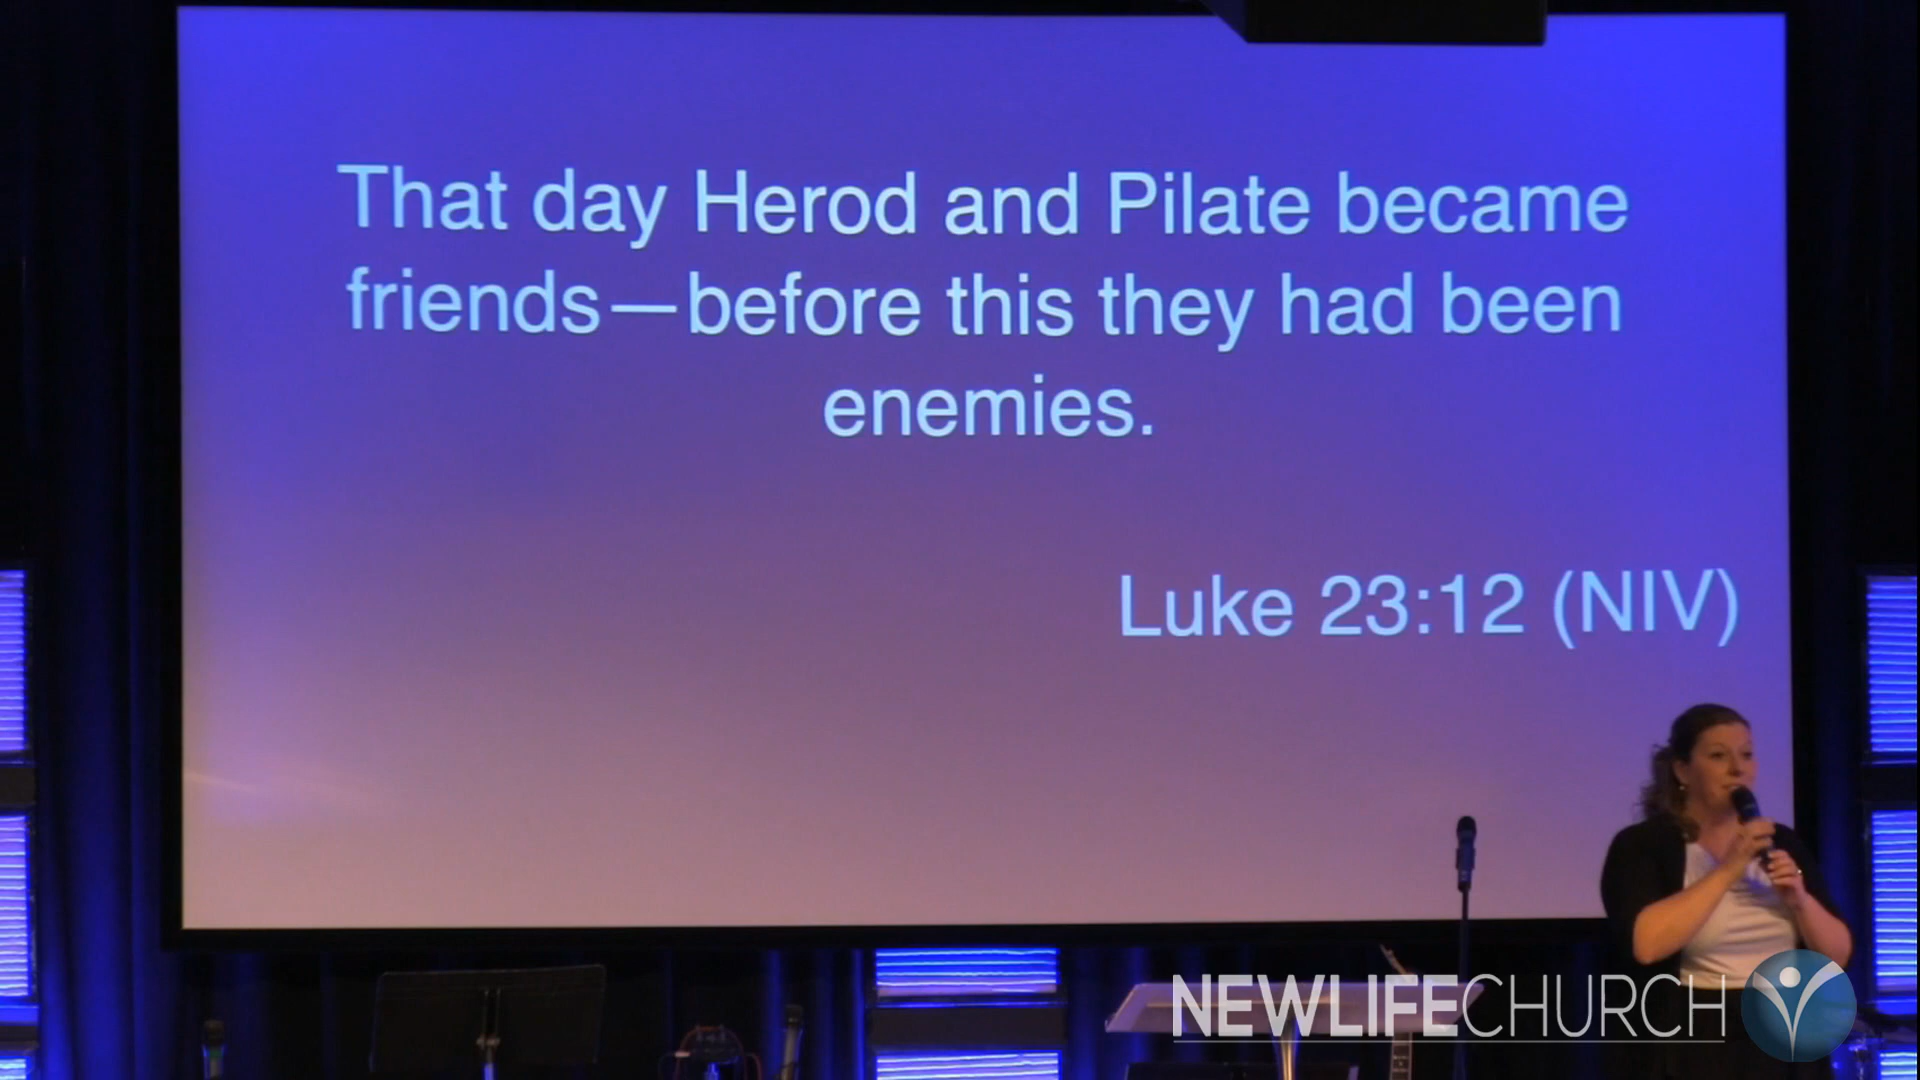 That day Herod and Pilate became
friends—before this they had been
enemies.
Luke 23:12 (NIV)
NEWLIFECHURCH